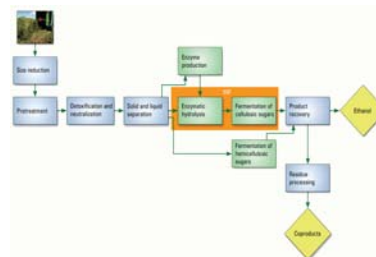 Size reduction
Pretreatment
Detoxification and
neutralization
Solid and liquid
separation
Enzyme
production
Enzymatic
hydrolysis
Fermentation of
cellulosic sugars
Fermentation of
hemicellulosic
sugars
Product
recovery
Ethanol
Residue
processing
Coproducts